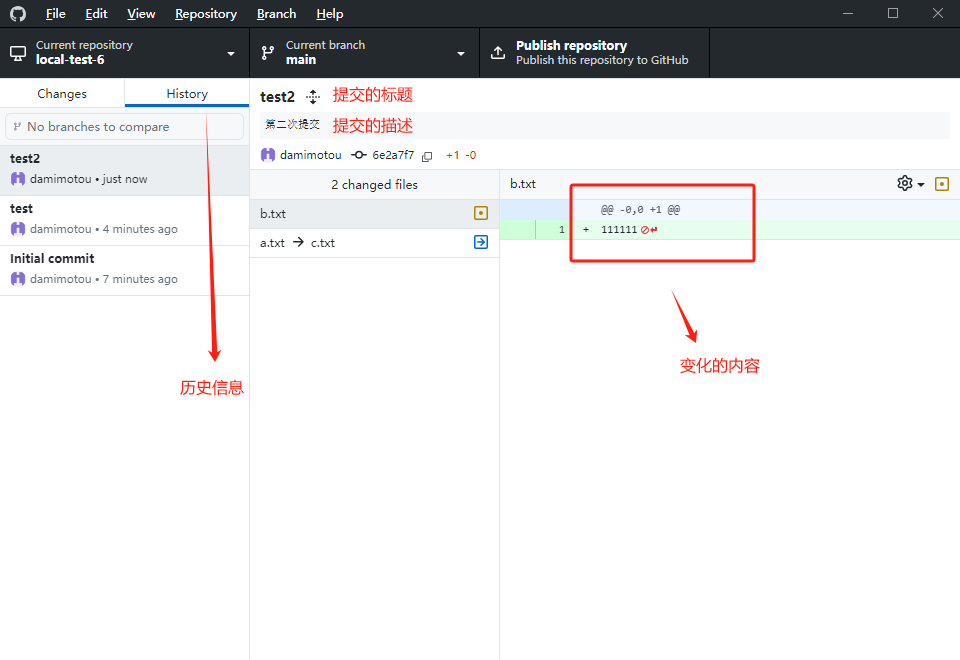 File Edit View Repository Branch Help
Current repository
local-test-6
Current branch
main
Publish repository
Publish this repository to GitHub
Changes
History
No branches to compare
test2
damimotou • just now
test
damimotou • 4 minutes ago
Initial commit
damimotou • 7 minutes ago
历史信息
test2
提交的标题
第二次提交
提交的描述
damimotou 6e2a7f7 +1 -0
2 changed files
b.txt
a.txt → c.txt
b.txt
@@ -0,0 +1 @@
1 + 111111
变化的内容